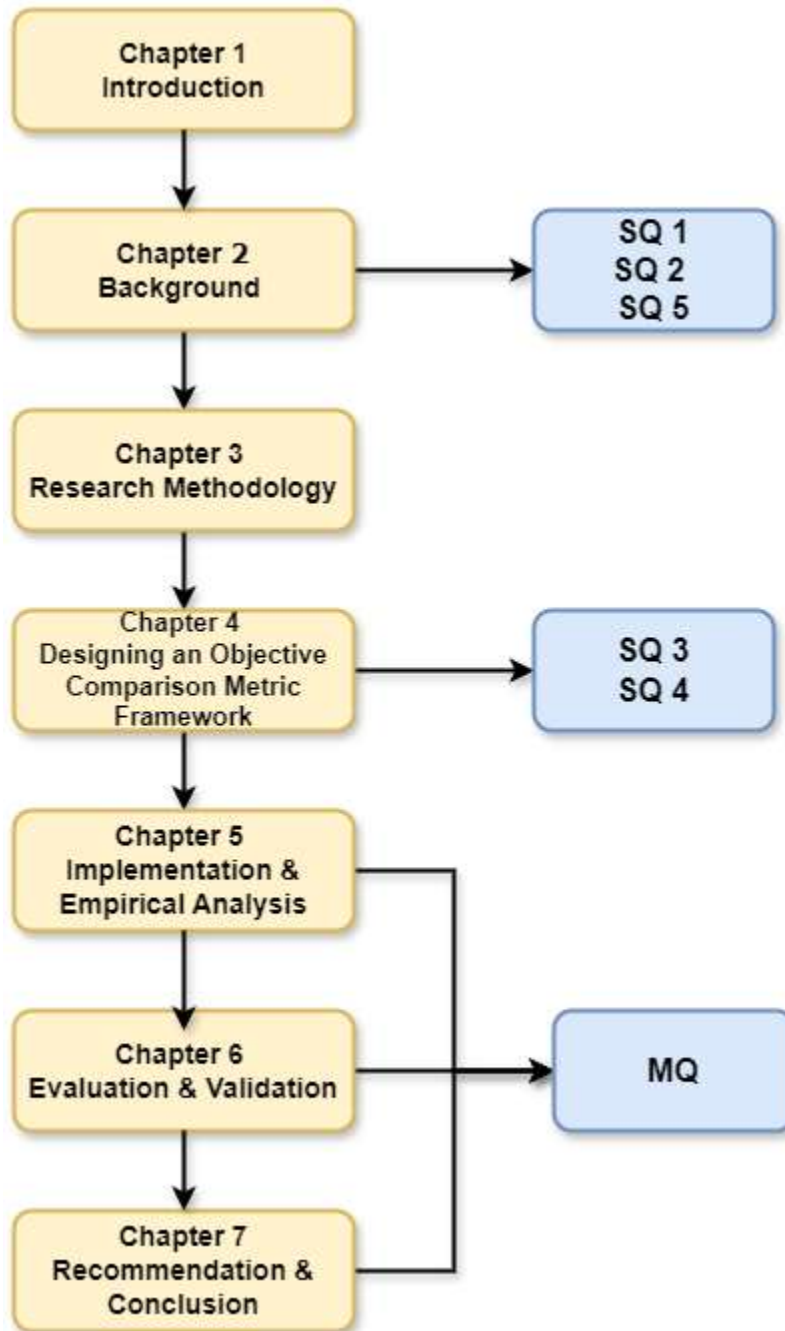 Chapter 1
Introduction
Chapter 2
Background
SQ 1
SQ 2
SQ 5
Chapter 3
Research Methodology
Chapter 4
Designing an Objective
Comparison Metric
Framework
SQ 3
SQ 4
Chapter 5
Implementation &
Empirical Analysis
Chapter 6
Evaluation & Validation
MQ
Chapter 7
Recommendation &
Conclusion